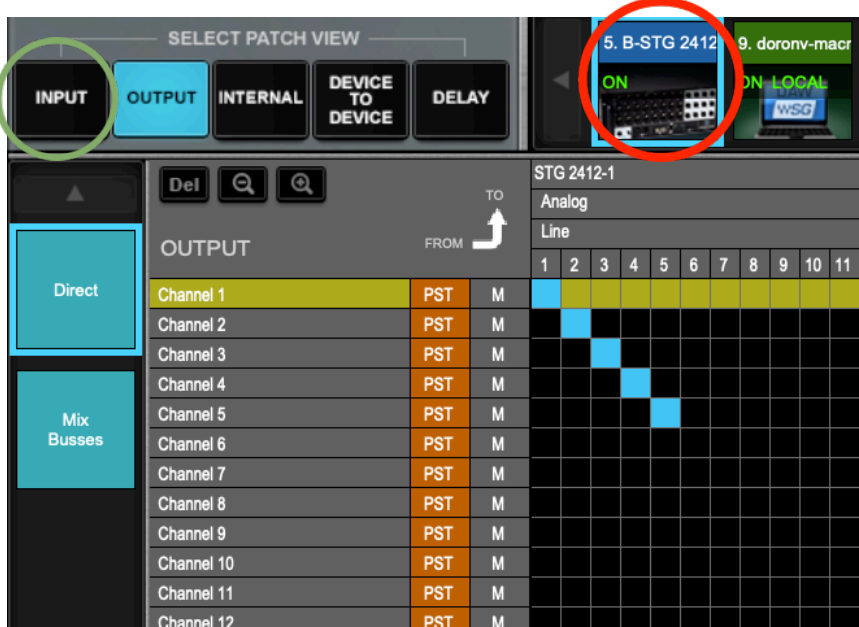 SELECT PATCH VIEW
INPUT
OUTPUT
INTERNAL
DEVICE
TO
DEVICE
DELAY
5. B-STG 2412
ON
9. doronv-macr
ON LOCAL
DAW
WSG
Del
TO
FROM
OUTPUT
STG 2412-1
Analog
Line
1 2 3 4 5 6 7 8 9 10 11
Direct
Mix
Busses
Channel 1 PST M
Channel 2 PST M
Channel 3 PST M
Channel 4 PST M
Channel 5 PST M
Channel 6 PST M
Channel 7 PST M
Channel 8 PST M
Channel 9 PST M
Channel 10 PST M
Channel 11 PST M
Channel 12 PST M